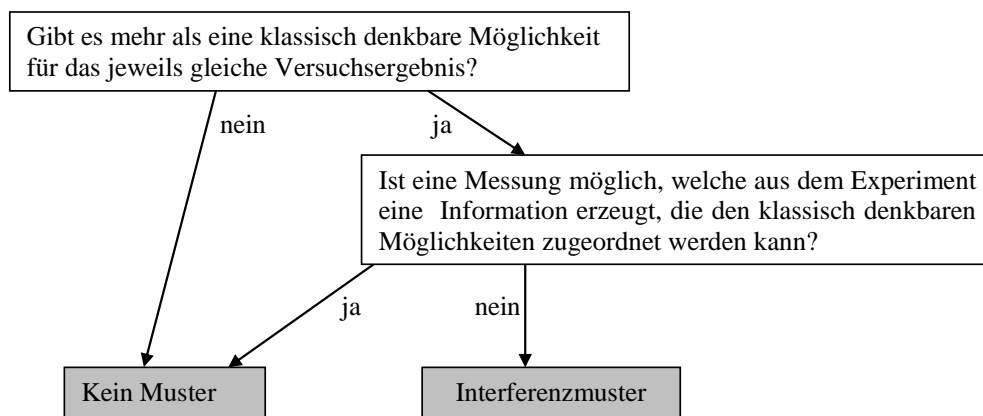 Gibt es mehr als eine klassisch denkbare Möglichkeit
für das jeweils gleiche Versuchsergebnis?
nein
ja
Ist eine Messung möglich, welche aus dem Experiment
eine Information erzeugt, die den klassisch denkbaren
Möglichkeiten zugeordnet werden kann?
ja
nein
Kein Muster
Interferenzmuster